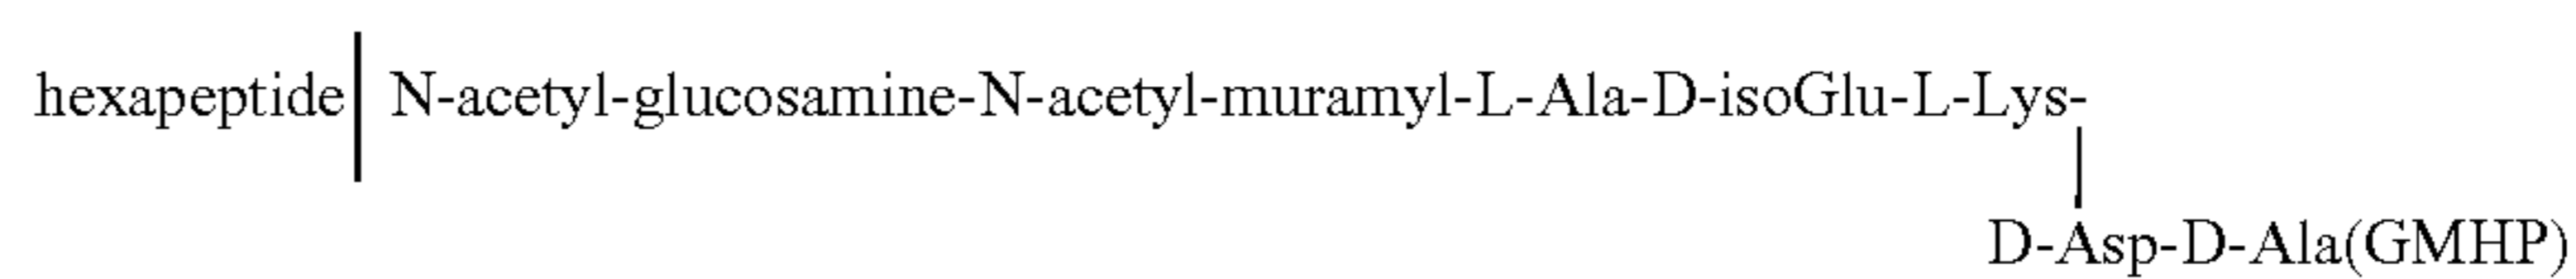 hexapeptide| N-acetyl-glucosamine-N-acetyl-muramyl-L-Ala-D-isoGlu-L-Lys-
D-Asp-D-Ala(GMHP)